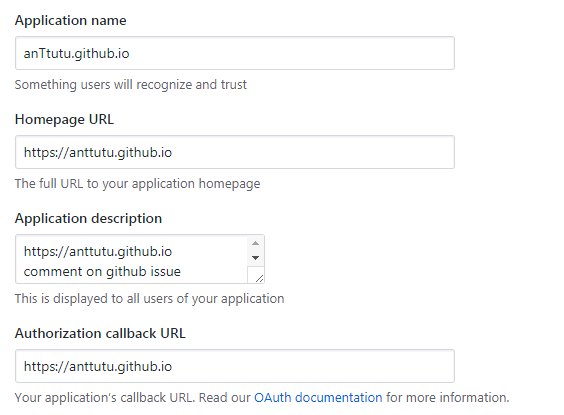 Application name
anTtutu.github.io
Something users will recognize and trust
Homepage URL
https://anttutu.github.io
The full URL to your application homepage
Application description
https://anttutu.github.io
comment on github issue
This is displayed to all users of your application
Authorization callback URL
https://anttutu.github.io
Your application's callback URL. Read our OAuth documentation for more information.